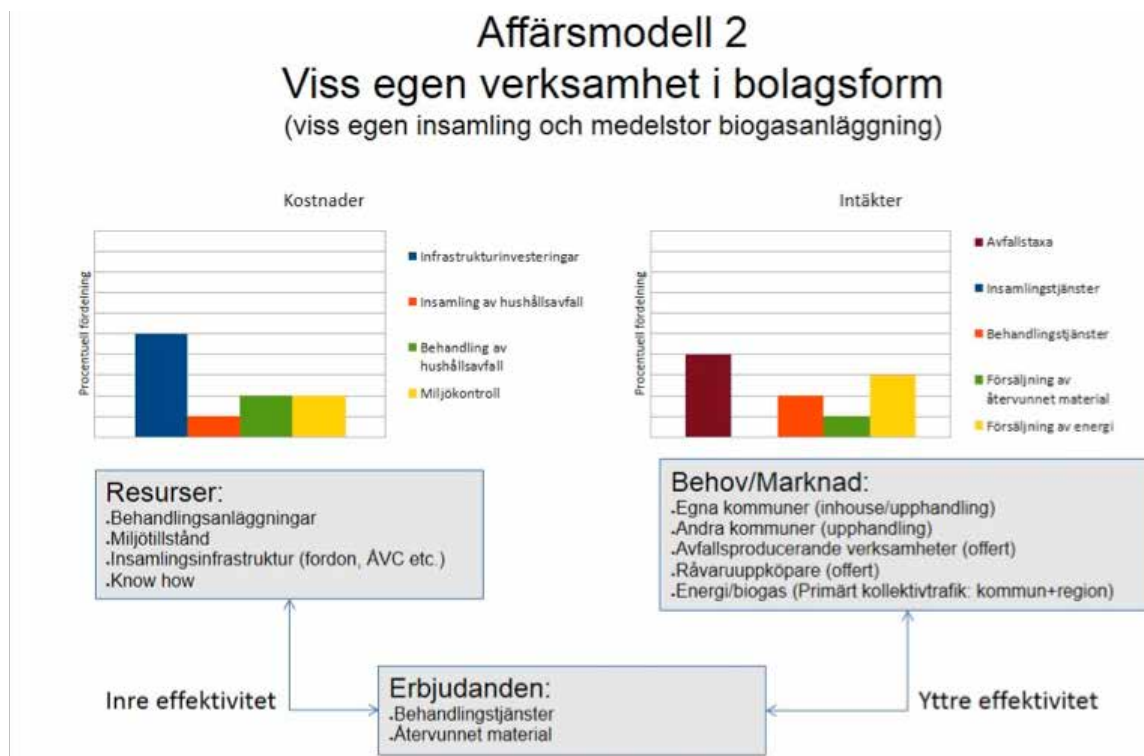 Affärsmodell 2
Viss egen verksamhet i bolagsform
(viss egen insamling och medelstor biogasanläggning)
Kostnader
Procentuell fördelning
Infrastrukturinvesteringar
Insamling av hushållsavfall
Behandling av
hushållsavfall
Miljökontroll
Intäkter
Procentuell fördelning
Avfallstaxa
Insamlingstjänster
Behandlingstjänster
Försäljning av
återvunnet material
Försäljning av energi
Resurser:
.Behandlingsanläggningar
.Miljötillstånd
.Insamlingsinfrastruktur (fordon, ÅVC etc.)
.Know how
Behov/Marknad:
.Egna kommuner (inhouse/upphandling)
.Andra kommuner (upphandling)
.Avfallsproducerande verksamheter (offert)
.Råvaruuppköpare (offert)
.Energi/biogas (Primärt kollektivtrafik: kommun+region)
Inre effektivitet
Erbjudanden:
.Behandlingstjänster
.Återvunnet material
Yttre effektivitet